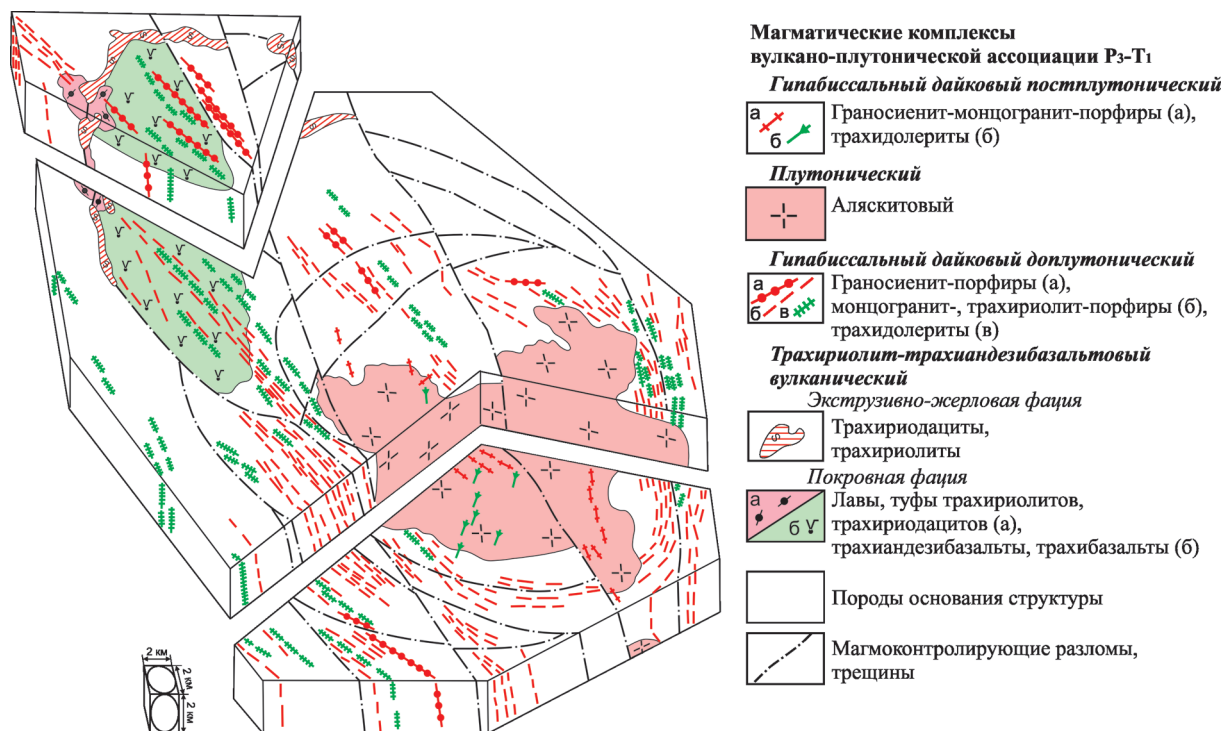 Магматические комплексы
вулкано-плутонической ассоциации P3-T1
Гипабиссальный дайковый постплутонический
а
б
Граносиенит-монцогранит-порфиры (а),
трахидолериты (б)
Плутонический
Аляскитовый
Гипабиссальный дайковый доплутонический
а
б
в
Граносиенит-порфиры (а),
монцогранит-, трахириолит-порфиры (б),
трахидолериты (в)
Трахириолит-трахиандезибазальтовый
вулканический
Экструзивно-жерловая фация
S
Трахириодациты,
трахириолиты
Покровная фация
а
б
Лавы, туфы трахириолитов,
трахириодацитов (а),
трахиандезибазальты, трахибазальты (б)
Породы основания структуры
Магмоконтролирующие разломы,
трещины
2 км
2 км
2 км